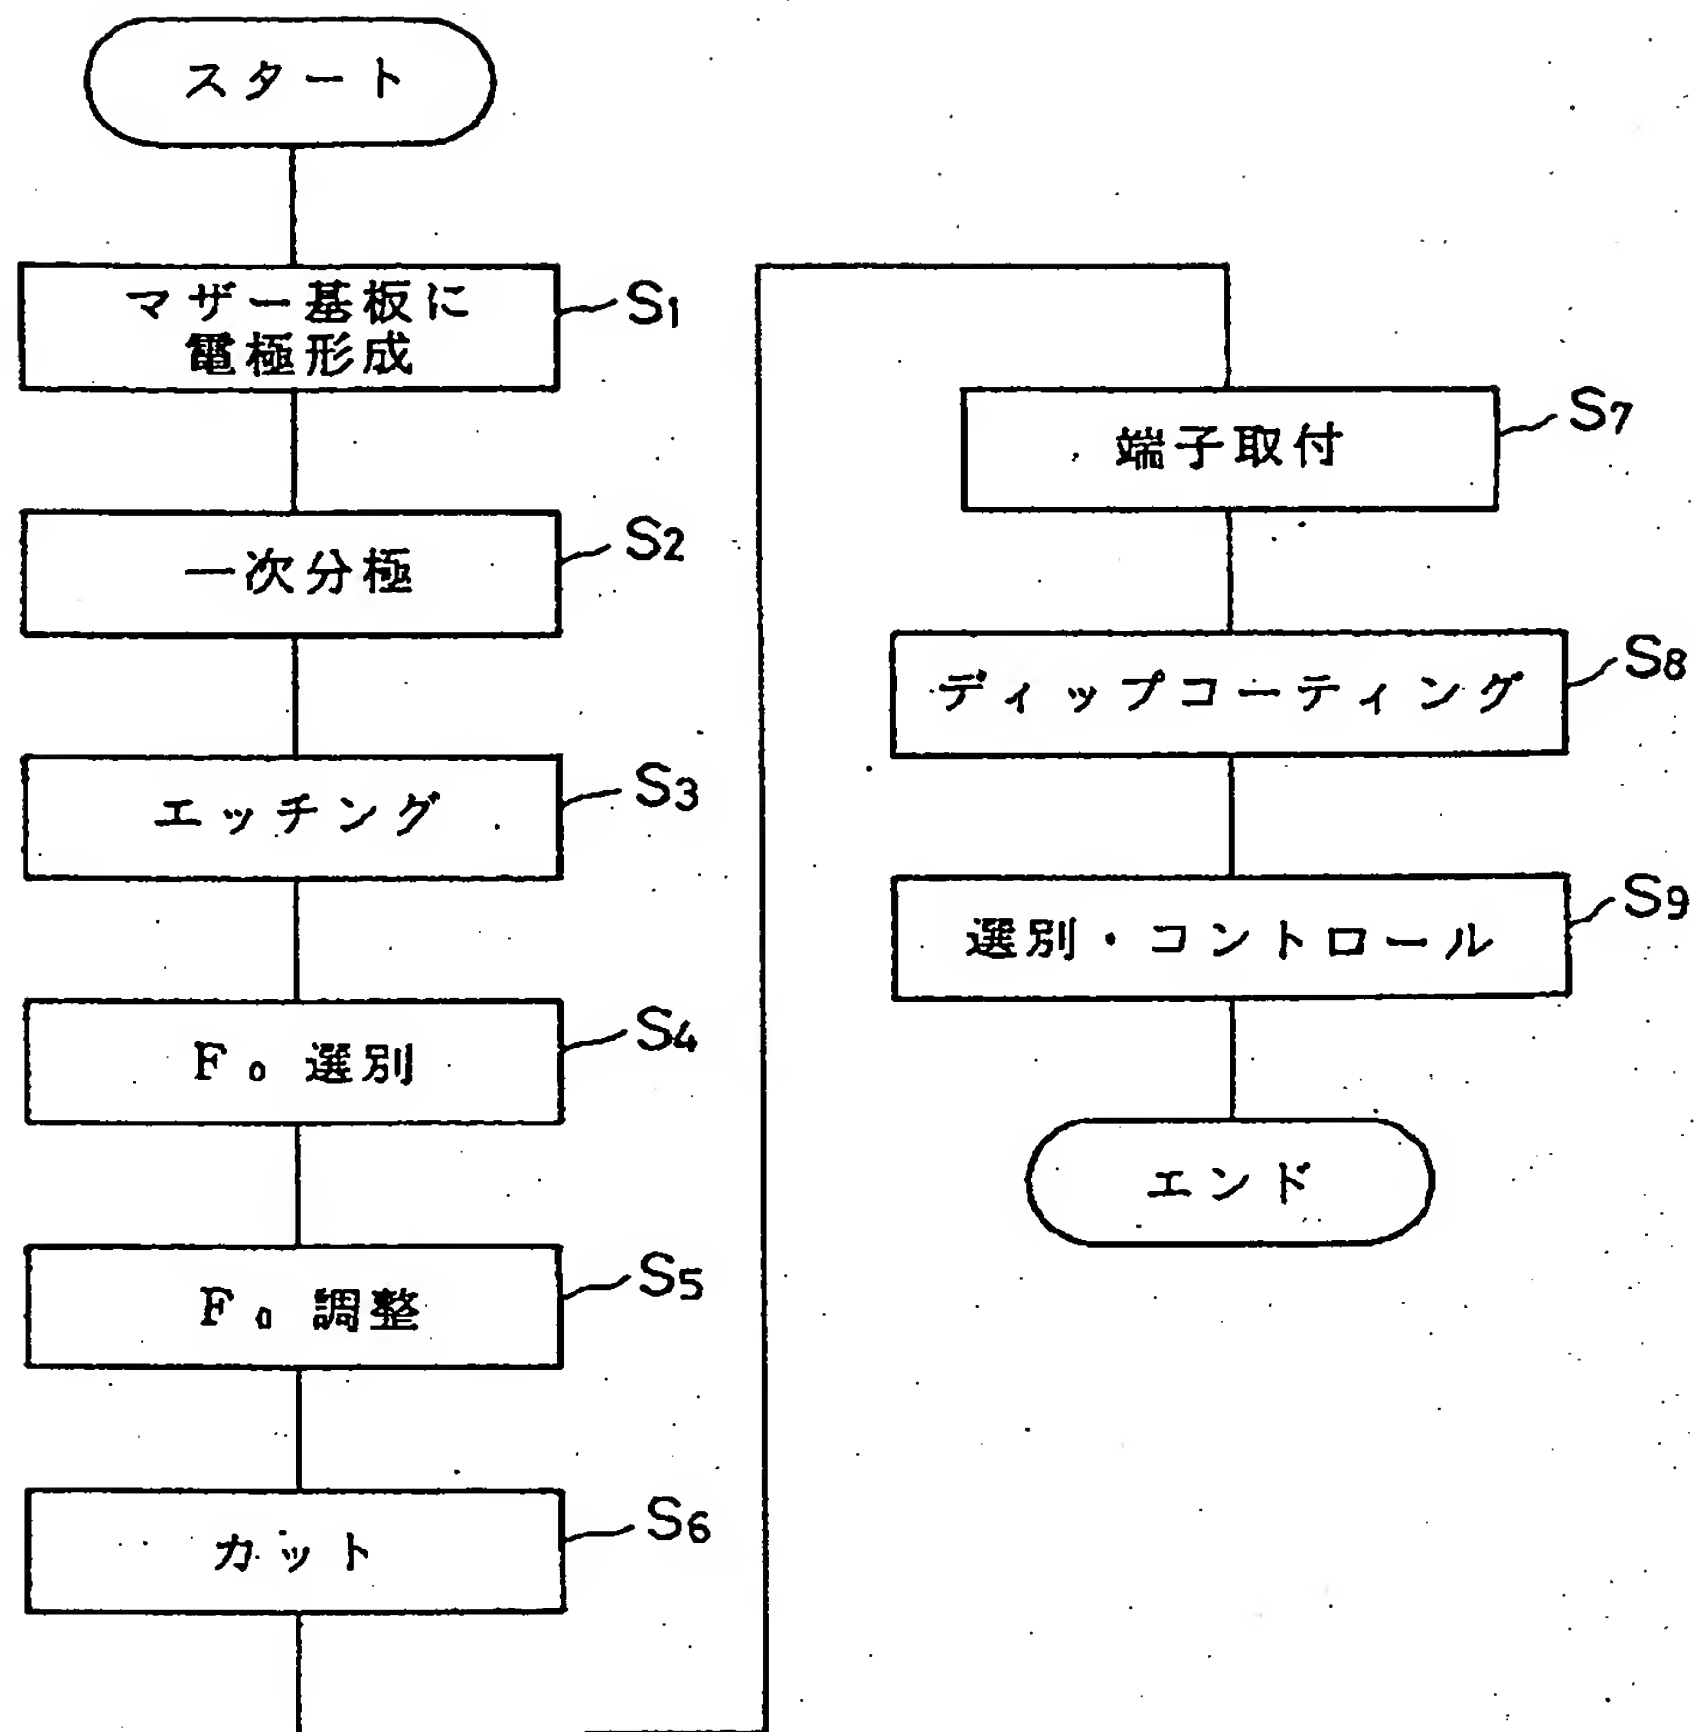 スタート
マザー基板に
電極形成
S1
一次分極
S2
エッチング
S3
F0 選別
S4
F0 調整
S5
カット
S6
端子取付
S7
ディップコーティング
S8
選別・コントロール
S9
エンド